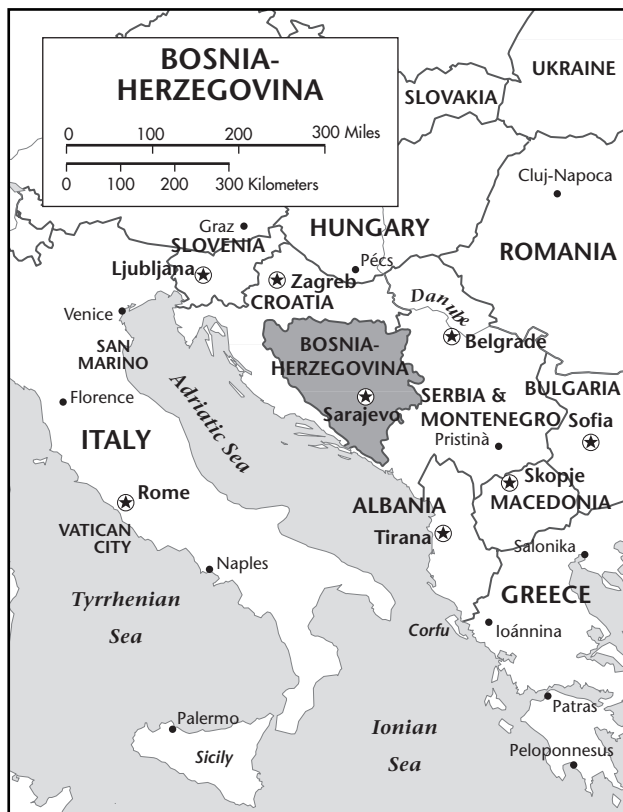 BOSNIA-
HERZEGOVINA
0 100 200 300 Miles
0 100 200 300 Kilometers
UKRAINE
SLOVAKIA
Cluj-Napoca
Graz
HUNGARY
SLOVENIA
ROMANIA
Pécs
Ljubljana
Zagreb
CROATIA
Danube
Venice
BOSNIA-
HERZEGOVINA
Belgrade
SAN
MARINO
Adriatic Sea
SERBIA &
MONTENEGRO
BULGARIA
Florence
Sarajevo
Sofia
ITALY
Pristinà
Skopje
MACEDONIA
Rome
ALBANIA
VATICAN
CITY
Tirana
Salonika
Naples
GREECE
Tyrrhenian
Sea
Corfu
Ioánnina
Patras
Palermo
Ionian
Sea
Sicily
Peloponnesus